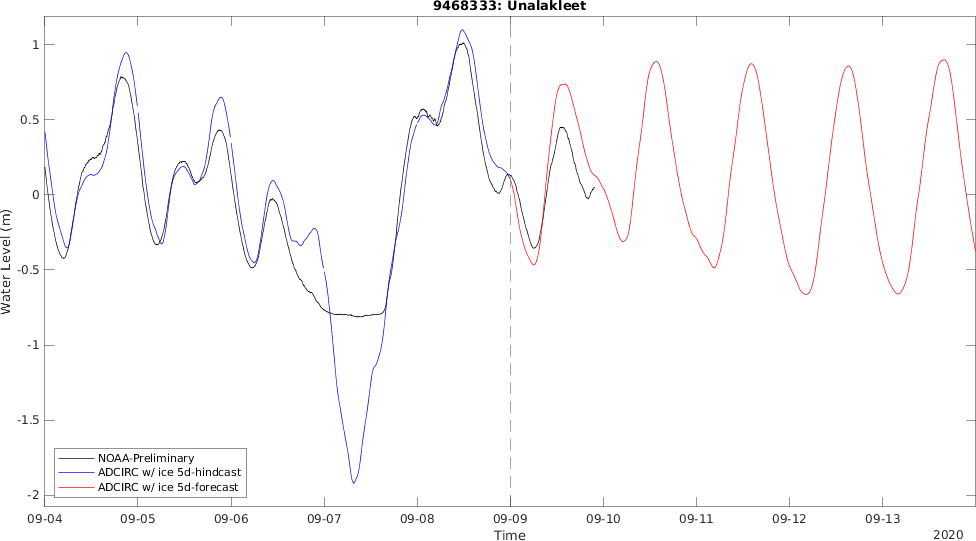 9468333: Unalakleet
1
0.5
0
-0.5
-1
-1.5
-2
Water Level (m)
NOAA-Preliminary
ADCIRC w/ ice 5d-hindcast
ADCIRC w/ ice 5d-forecast
09-04 09-05 09-06 09-07 09-08 09-09 09-10 09-11 09-12 09-13
Time
2020